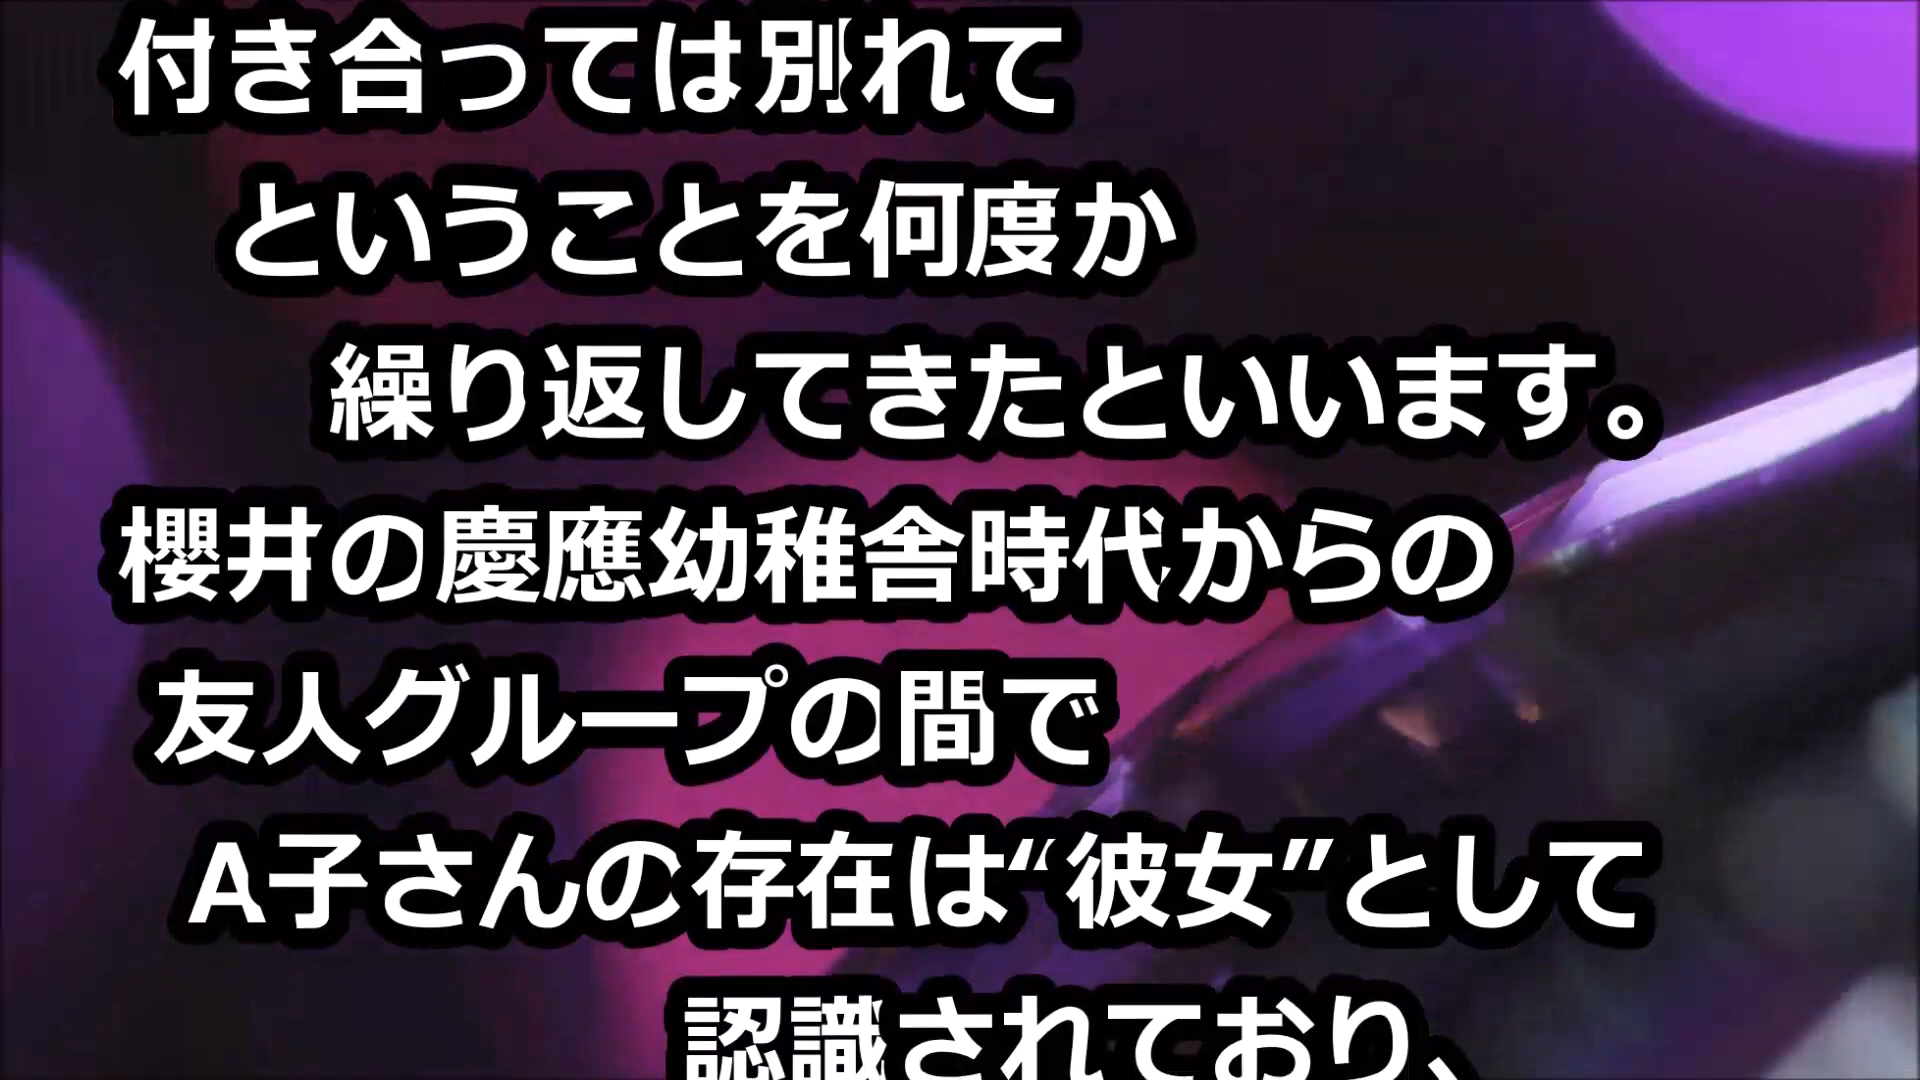 付き合っては別れて
ということを何度か
繰り返してきたといいます。
櫻井の慶應幼稚舎時代からの
友人グループの間で
A子さんの存在は“彼女”として
認識されており、